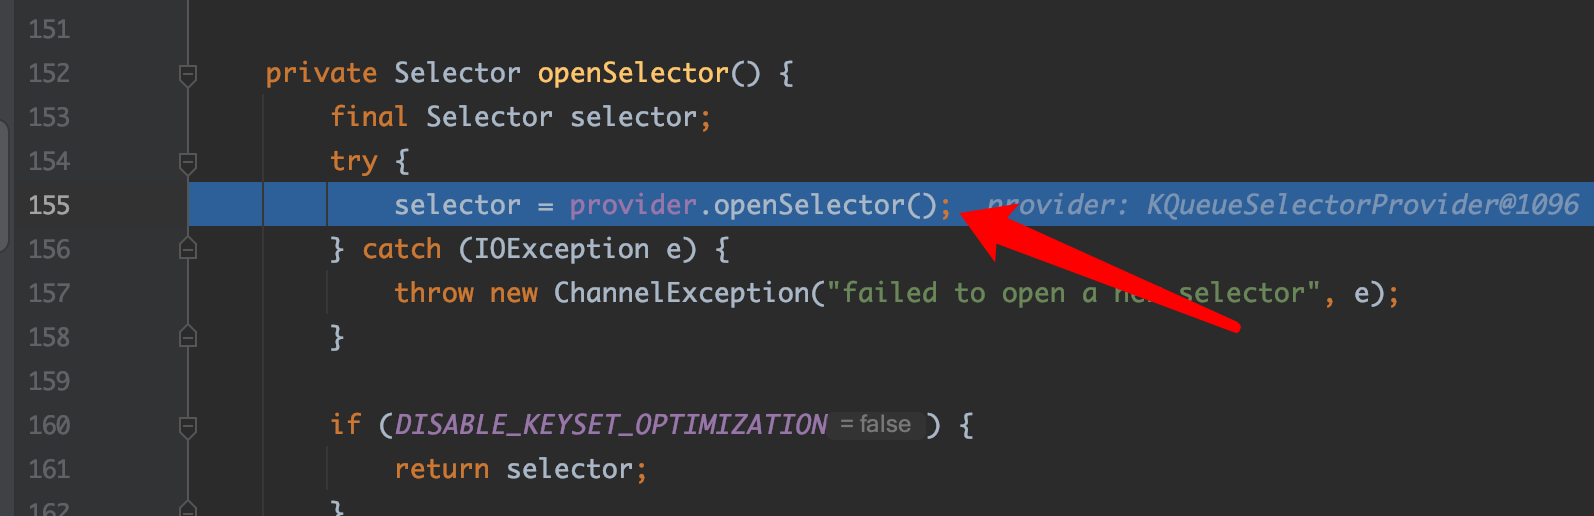 151
152 private Selector openSelector() {
153 final Selector selector;
154 try {
155 selector = provider.openSelector(); provider: KQueueSelectorProvider@1096
156 } catch (IOException e) {
157 throw new ChannelException("failed to open a new selector", e);
158 }
159
160 if (DISABLE_KEYSET_OPTIMIZATION = false ) {
161 return selector;
162 }